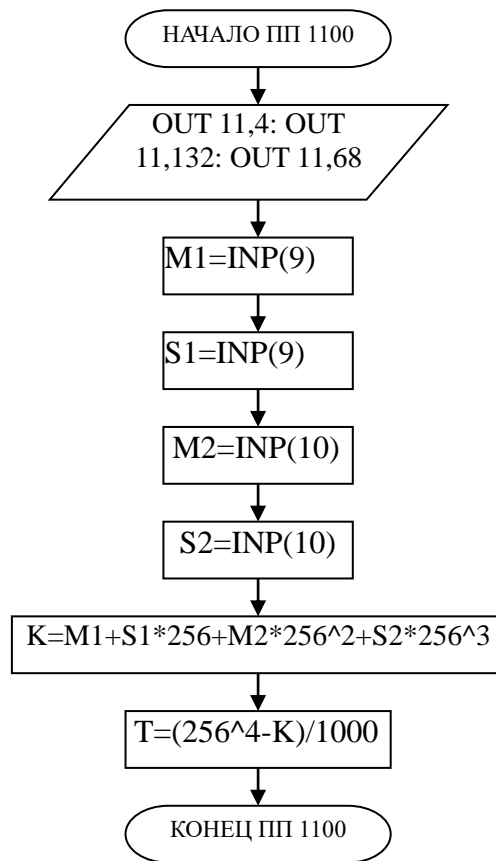 НАЧАЛО ПП 1100
OUT 11,4: OUT
11,132: OUT 11,68
M1=INP(9)
S1=INP(9)
M2=INP(10)
S2=INP(10)
K=M1+S1*256+M2*256^2+S2*256^3
T=(256^4-K)/1000
КОНЕЦ ПП 1100